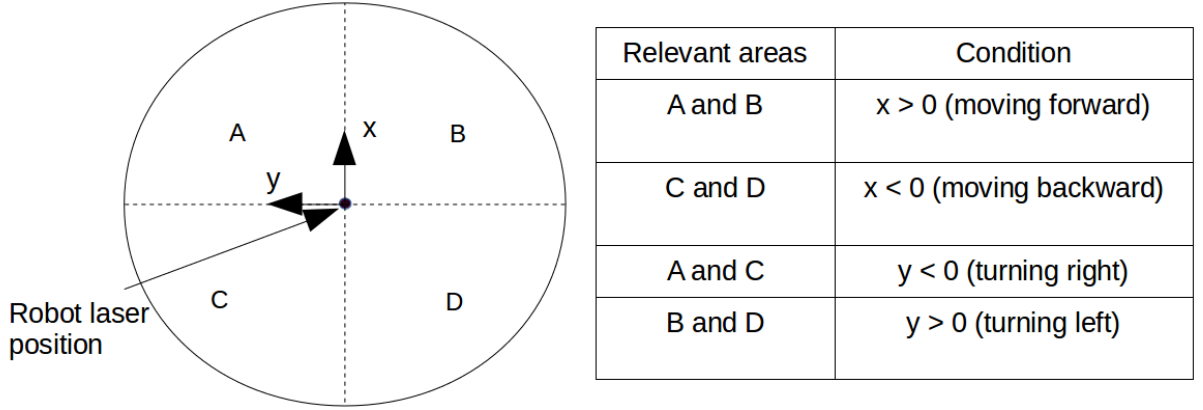 A
B
x
y
C
D
Robot laser
position
Relevant areas Condition
A and B x > 0 (moving forward)
C and D x < 0 (moving backward)
A and C y < 0 (turning right)
B and D y > 0 (turning left)